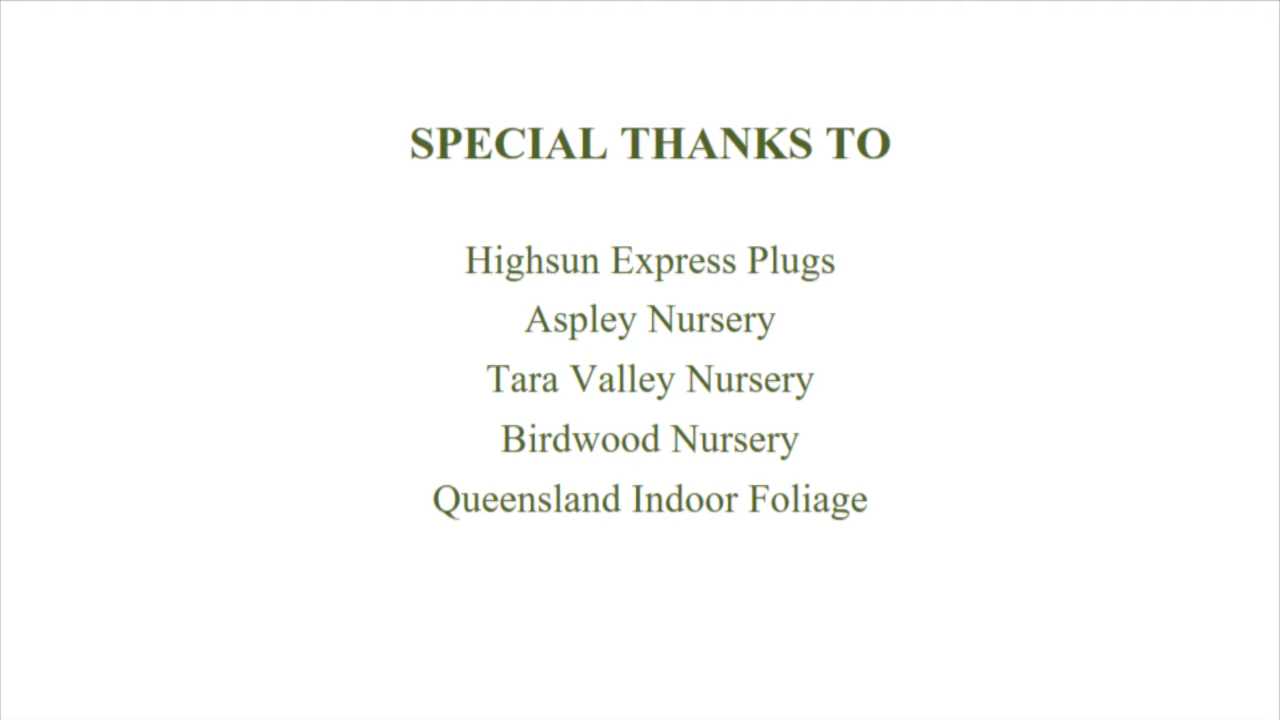 SPECIAL THANKS TO
Highsun Express Plugs
Aspley Nursery
Tara Valley Nursery
Birdwood Nursery
Queensland Indoor Foliage